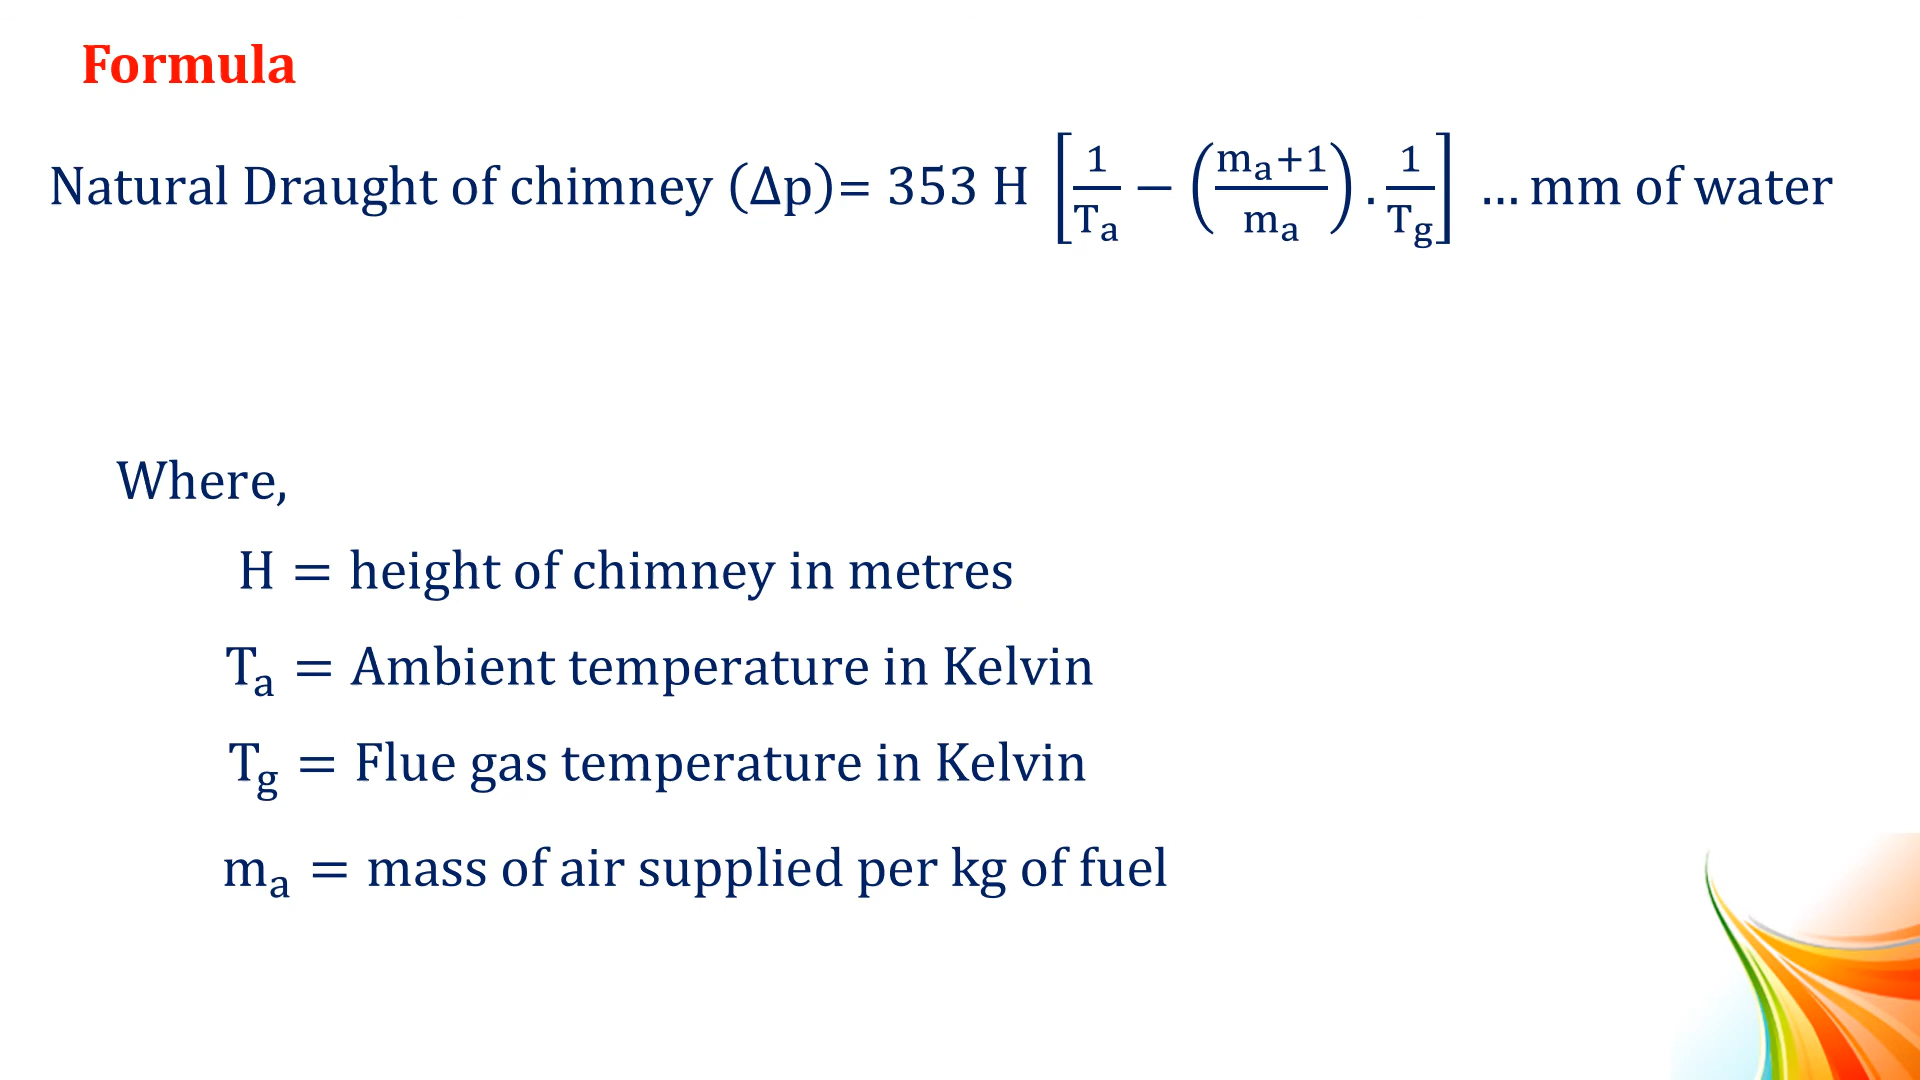 Formula
Natural Draught of chimney (Δp)= 353 H [1/Tₐ − ((mₐ+1)/mₐ) . 1/T_g] ... mm of water
Where,
H = height of chimney in metres
Tₐ = Ambient temperature in Kelvin
T_g = Flue gas temperature in Kelvin
mₐ = mass of air supplied per kg of fuel